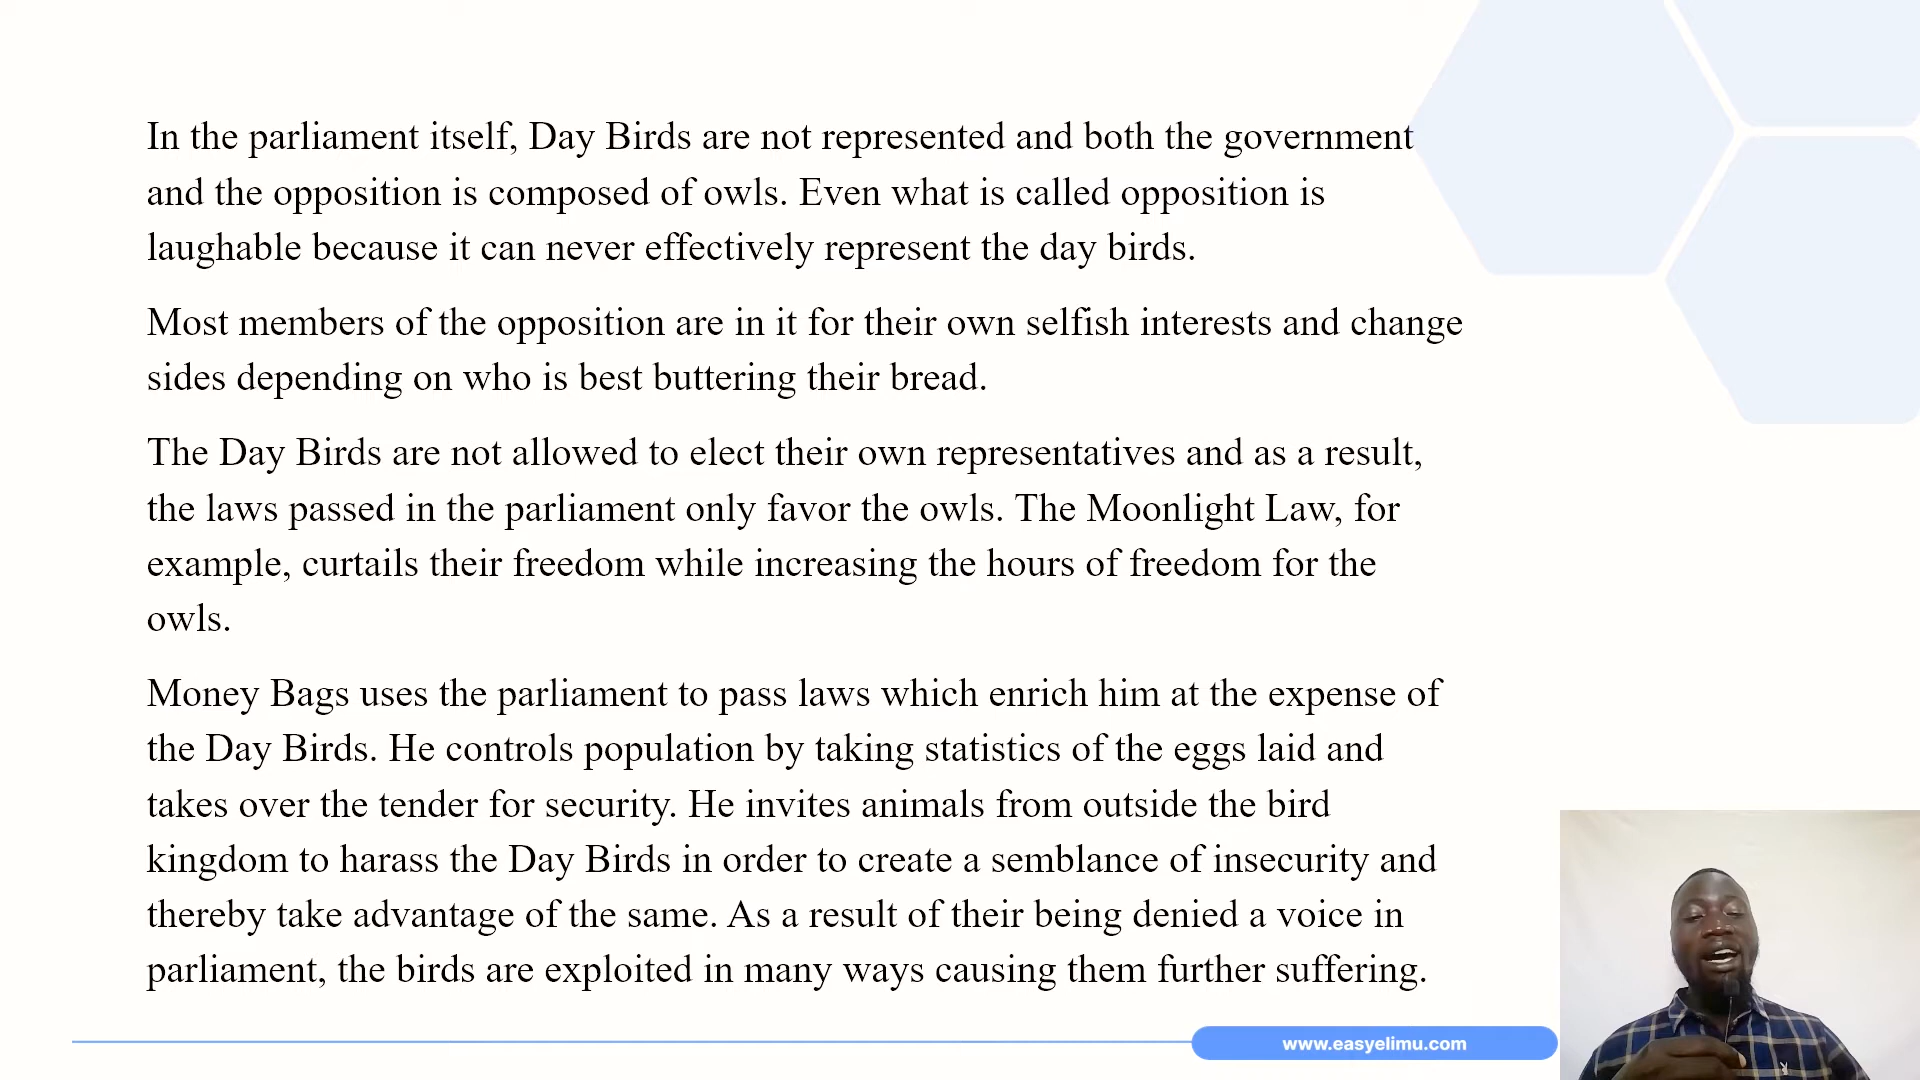 In the parliament itself, Day Birds are not represented and both the government
and the opposition is composed of owls. Even what is called opposition is
laughable because it can never effectively represent the day birds.
Most members of the opposition are in it for their own selfish interests and change
sides depending on who is best buttering their bread.
The Day Birds are not allowed to elect their own representatives and as a result,
the laws passed in the parliament only favor the owls. The Moonlight Law, for
example, curtails their freedom while increasing the hours of freedom for the
owls.
Money Bags uses the parliament to pass laws which enrich him at the expense of
the Day Birds. He controls population by taking statistics of the eggs laid and
takes over the tender for security. He invites animals from outside the bird
kingdom to harass the Day Birds in order to create a semblance of insecurity and
thereby take advantage of the same. As a result of their being denied a voice in
parliament, the birds are exploited in many ways causing them further suffering.
www.easyelimu.com